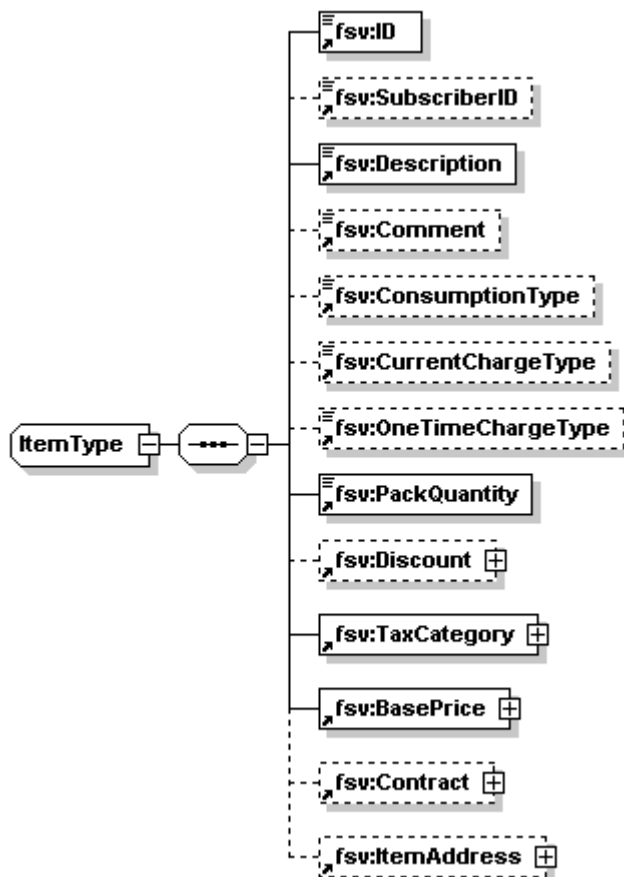 fsv:ID
fsv:SubscriberID
fsv:Description
fsv:Comment
fsv:ConsumptionType
fsv:CurrentChargeType
ItemType
fsv:OneTimeChargeType
fsv:PackQuantity
fsv:Discount
fsv:TaxCategory
fsv:BasePrice
fsv:Contract
fsv:ItemAddress